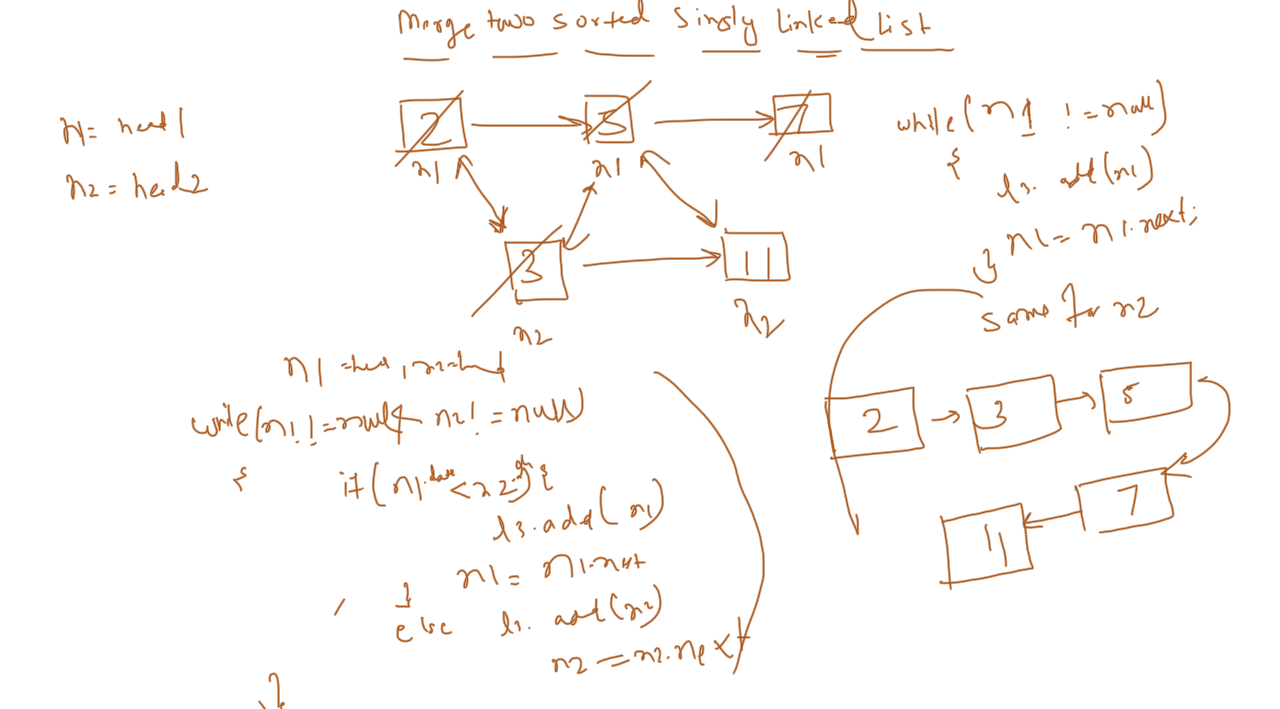 Merge two sorted singly linked List
n1= head1
n2 = head2
2
5
7
n1
n1
n1
3
11
n2
n2
while(n1 != null)
{
l3. add(n1)
} n1 = n1.next;
same for n2
n1 =head, n2=head
while(n1!=null & n2!=null)
{
if(n1.data<n2.data){
l3.add(n1)
n1 = n1.next
}
else l3. add(n2)
n2 = n2.next
}
2
3
5
7
11